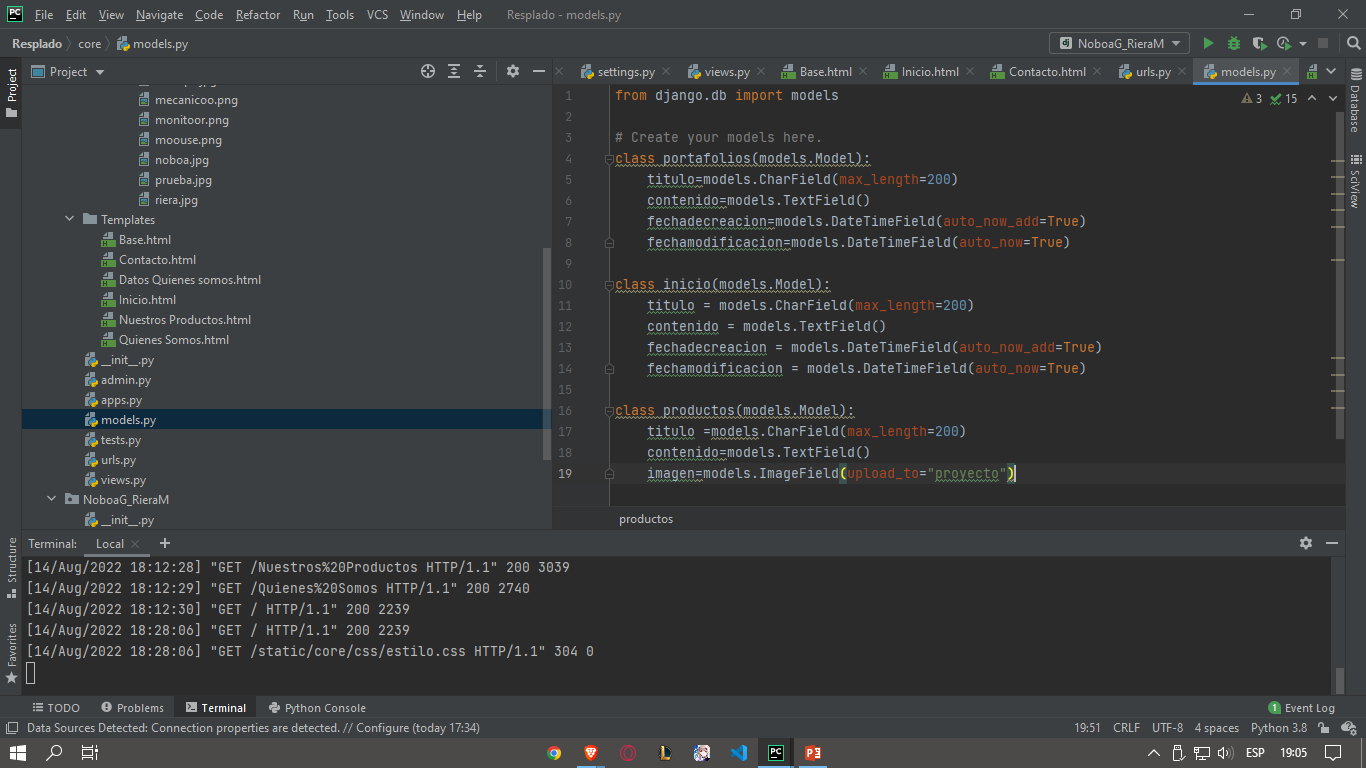 PC File Edit View Navigate Code Refactor Run Tools VCS Window Help Resplado - models.py
Resplado core models.py dj NoboaG_RieraM
Project
Project
settings.py views.py Base.html Inicio.html Contacto.html urls.py models.py
mecanicoo.png
monitoor.png
moouse.png
noboa.jpg
prueba.jpg
riera.jpg
Templates
Base.html
Contacto.html
Datos Quienes somos.html
Inicio.html
Nuestros Productos.html
Quienes Somos.html
__init__.py
admin.py
apps.py
models.py
tests.py
urls.py
views.py
NoboaG_RieraM
__init__.py
3 15
1 from django.db import models
2
3 # Create your models here.
4 class portafolios(models.Model):
5 titulo=models.CharField(max_length=200)
6 contenido=models.TextField()
7 fechadecreacion=models.DateTimeField(auto_now_add=True)
8 fechamodificacion=models.DateTimeField(auto_now=True)
9
10 class inicio(models.Model):
11 titulo = models.CharField(max_length=200)
12 contenido = models.TextField()
13 fechadecreacion = models.DateTimeField(auto_now_add=True)
14 fechamodificacion = models.DateTimeField(auto_now=True)
15
16 class productos(models.Model):
17 titulo =models.CharField(max_length=200)
18 contenido=models.TextField()
19 imagen=models.ImageField(upload_to="proyecto")
productos
Database
SciView
Structure
Favorites
Terminal: Local
[14/Aug/2022 18:12:28] "GET /Nuestros%20Productos HTTP/1.1" 200 3039
[14/Aug/2022 18:12:29] "GET /Quienes%20Somos HTTP/1.1" 200 2740
[14/Aug/2022 18:12:30] "GET / HTTP/1.1" 200 2239
[14/Aug/2022 18:28:06] "GET / HTTP/1.1" 200 2239
[14/Aug/2022 18:28:06] "GET /static/core/css/estilo.css HTTP/1.1" 304 0
TODO Problems Terminal Python Console 1 Event Log
Data Sources Detected: Connection properties are detected. // Configure (today 17:34) 19:51 CRLF UTF-8 4 spaces Python 3.8
ESP 19:05